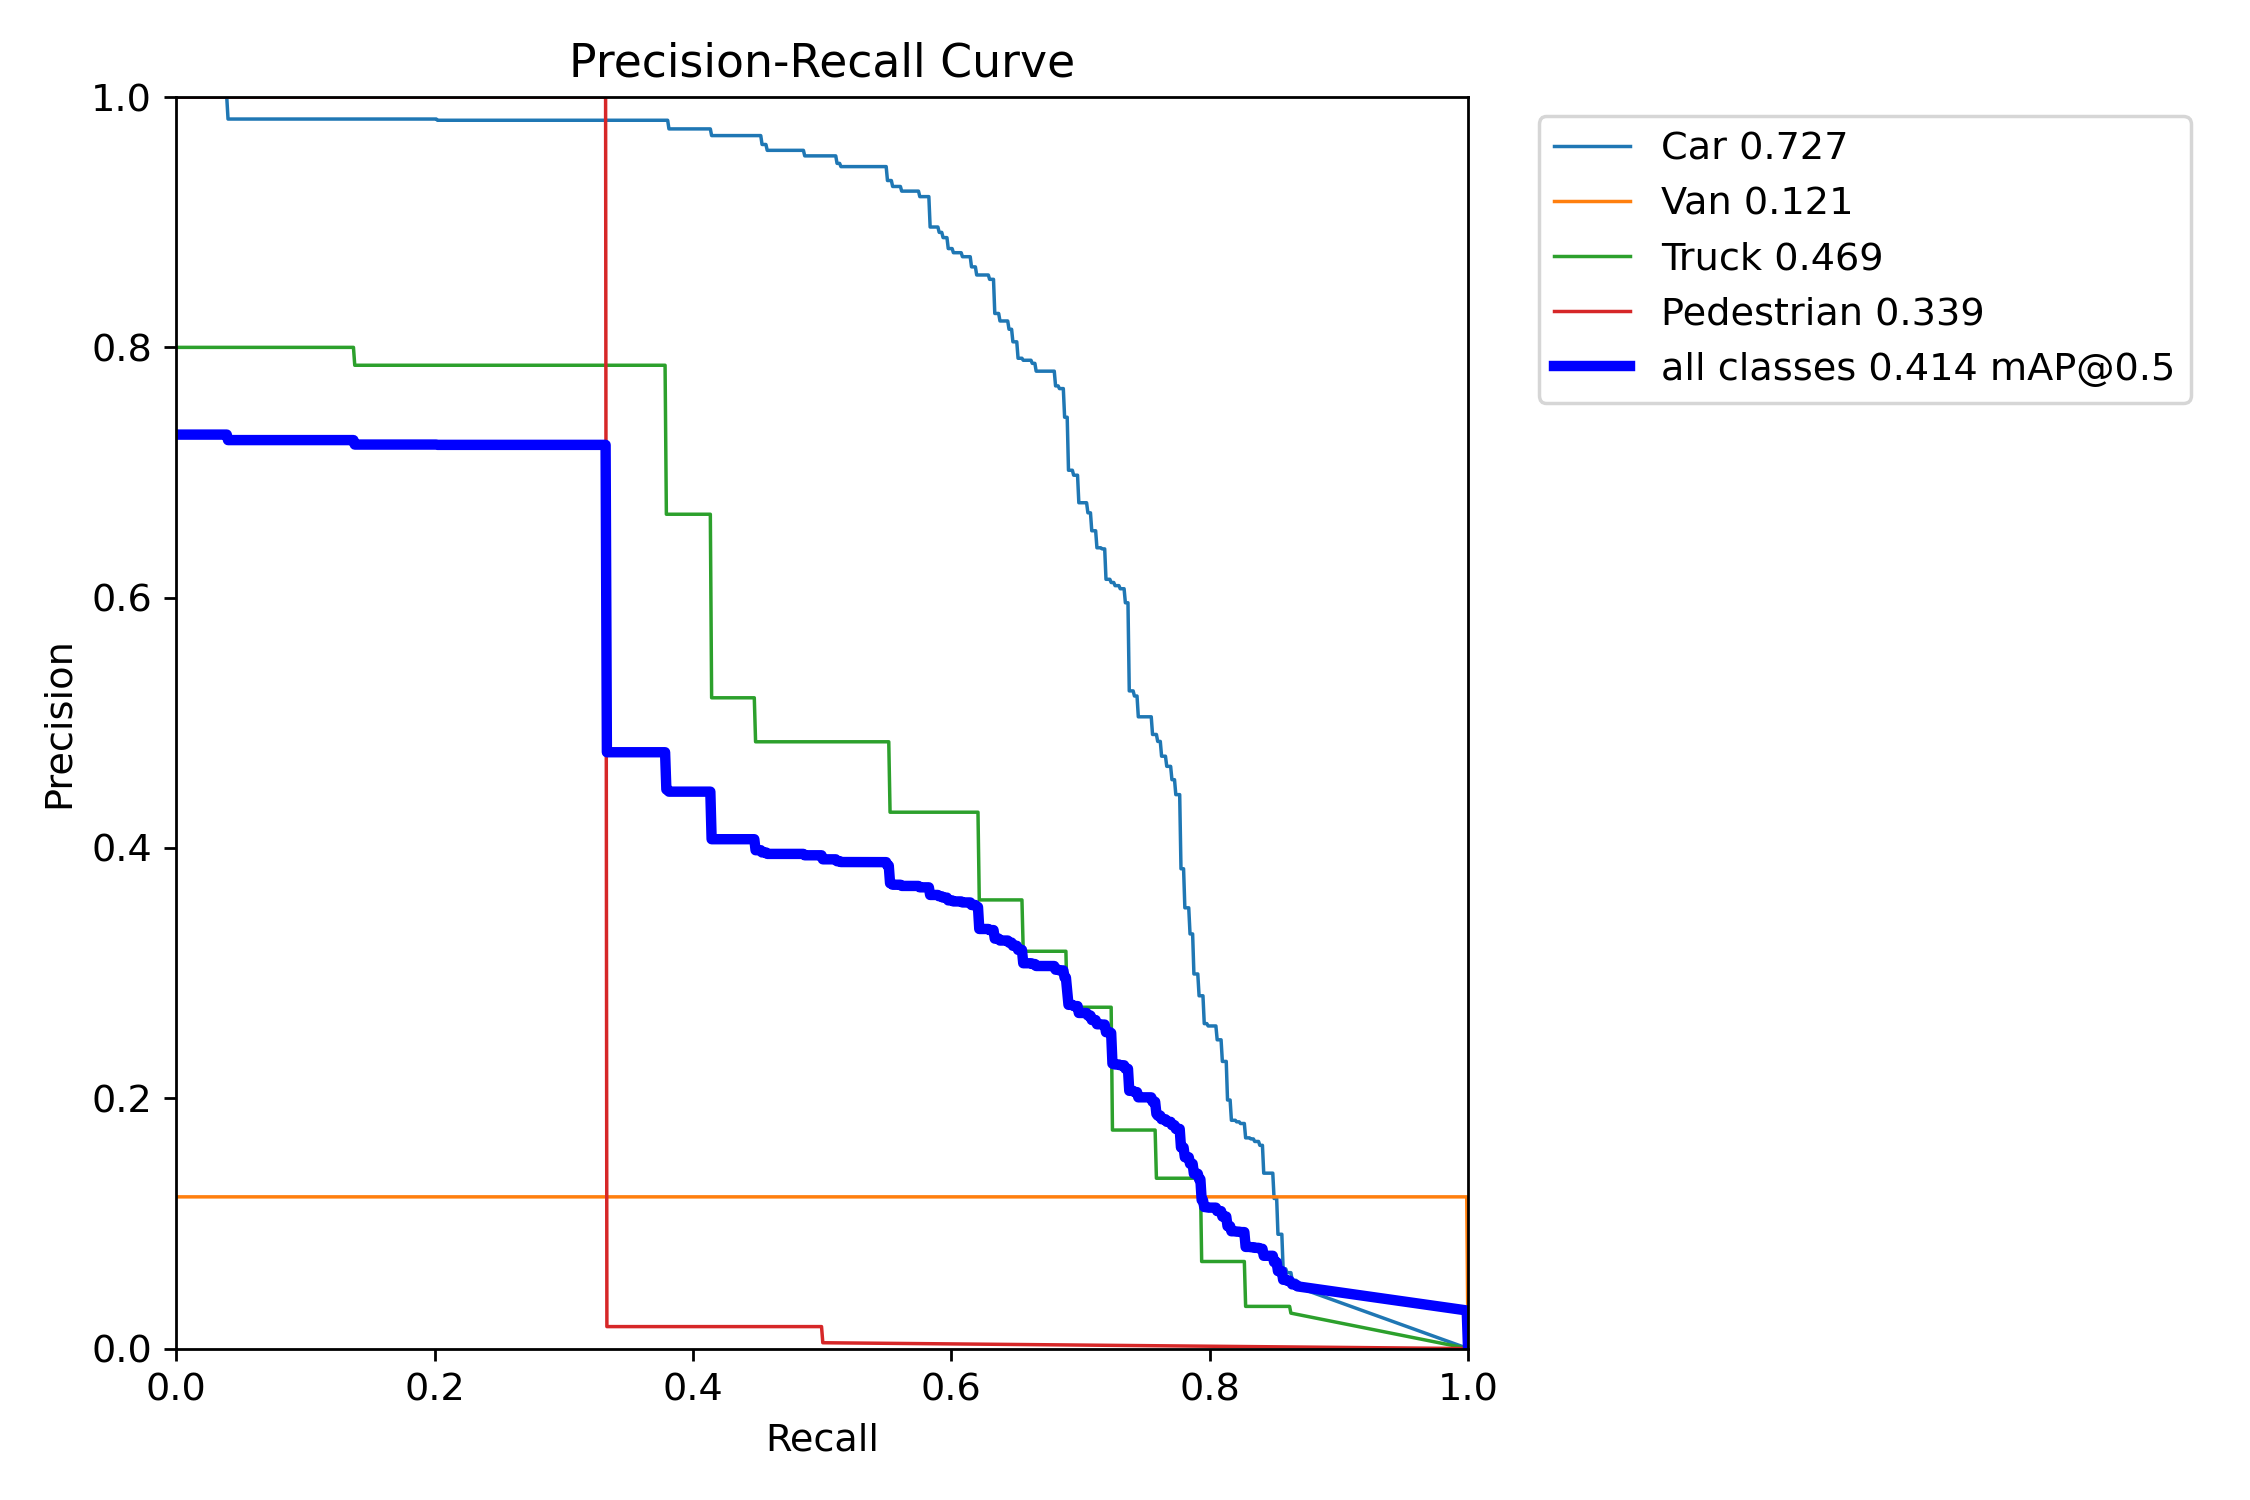 Precision-Recall Curve
1.0
0.8
0.6
0.4
0.2
0.0
Precision
0.0 0.2 0.4 0.6 0.8 1.0
Recall
Car 0.727
Van 0.121
Truck 0.469
Pedestrian 0.339
all classes 0.414 mAP@0.5